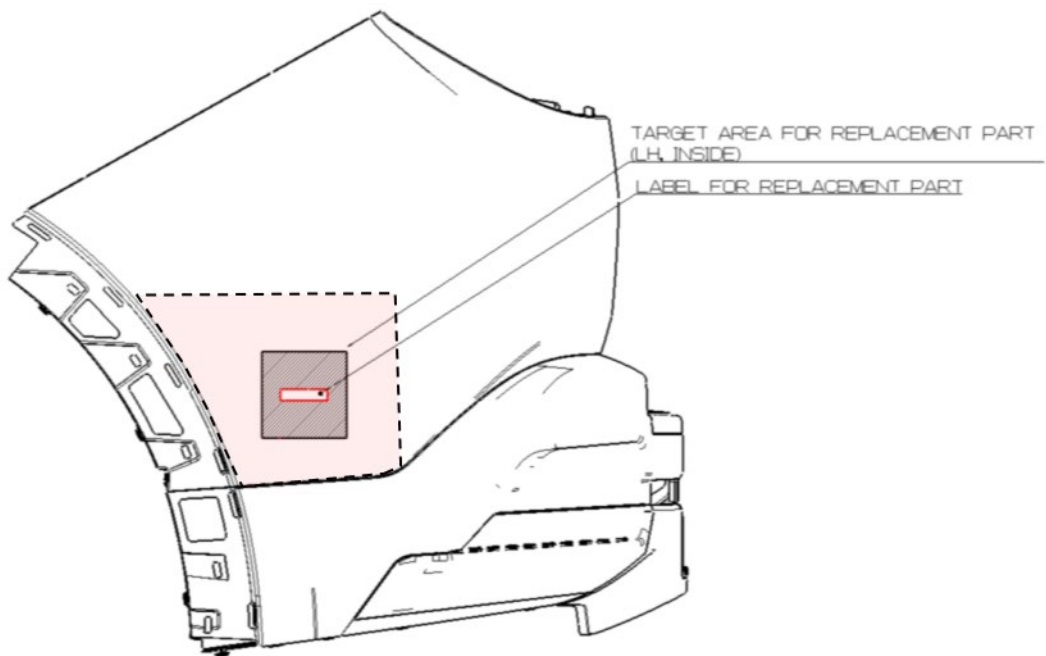 TARGET AREA FOR REPLACEMENT PART
(LH, INSIDE)
LABEL FOR REPLACEMENT PART